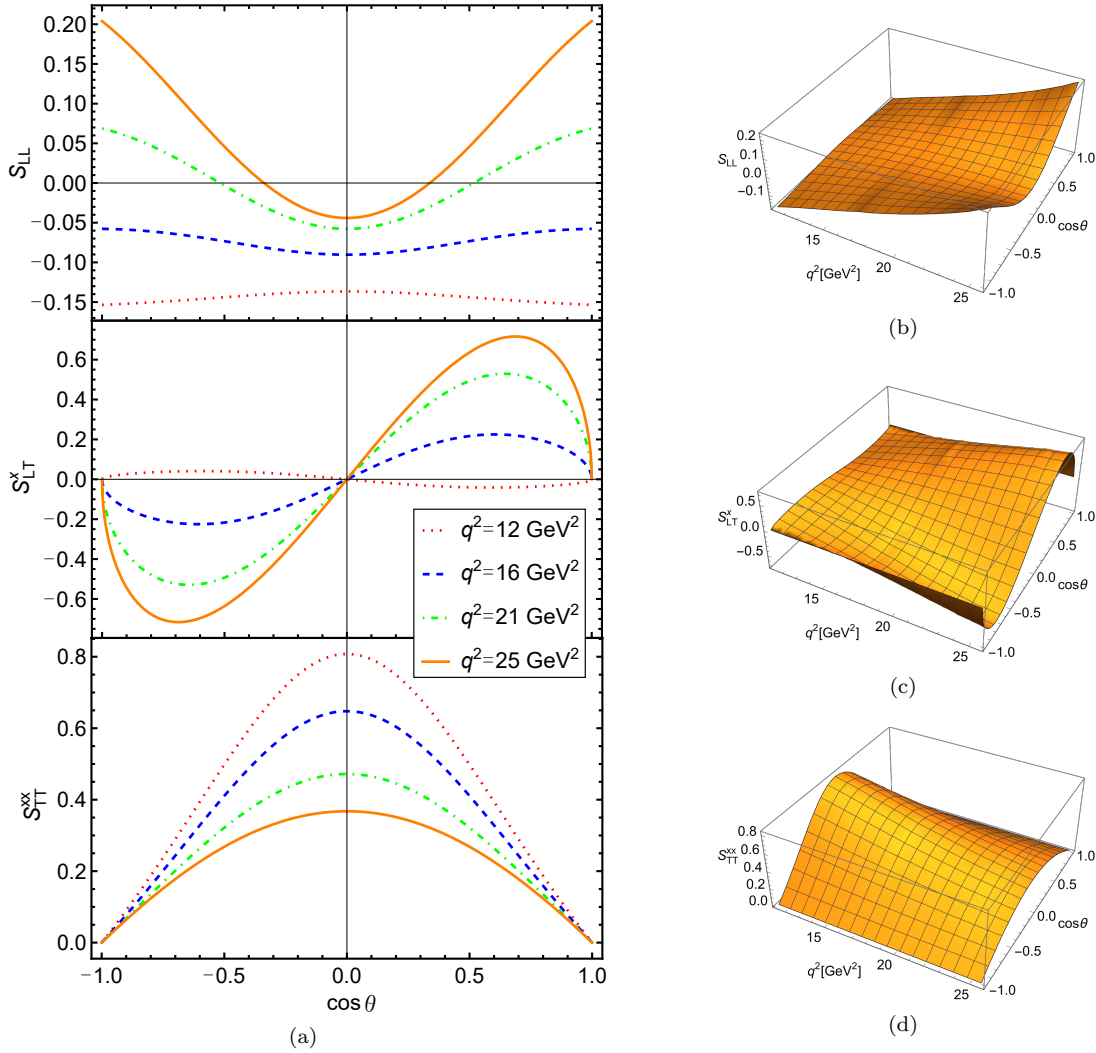 0.20
0.15
0.10
0.05
0.00
−0.05
−0.10
−0.15
S_LL
0.6
0.4
0.2
0.0
−0.2
−0.4
−0.6
S^x_LT
q²=12 GeV²
q²=16 GeV²
q²=21 GeV²
q²=25 GeV²
0.8
0.6
0.4
0.2
0.0
S^xx_TT
−1.0 −0.5 0.0 0.5 1.0
cos θ
(a)
0.2
0.1
0.0
−0.1
S_LL
15
20
25
q²[GeV²]
1.0
0.5
0.0
−0.5
−1.0
cosθ
(b)
0.5
0.0
−0.5
S^x_LT
15
20
25
q²[GeV²]
1.0
0.5
0.0
−0.5
−1.0
cosθ
(c)
0.8
0.6
0.4
0.2
0.0
S^xx_TT
15
20
25
q²[GeV²]
1.0
0.5
0.0
−0.5
−1.0
cosθ
(d)